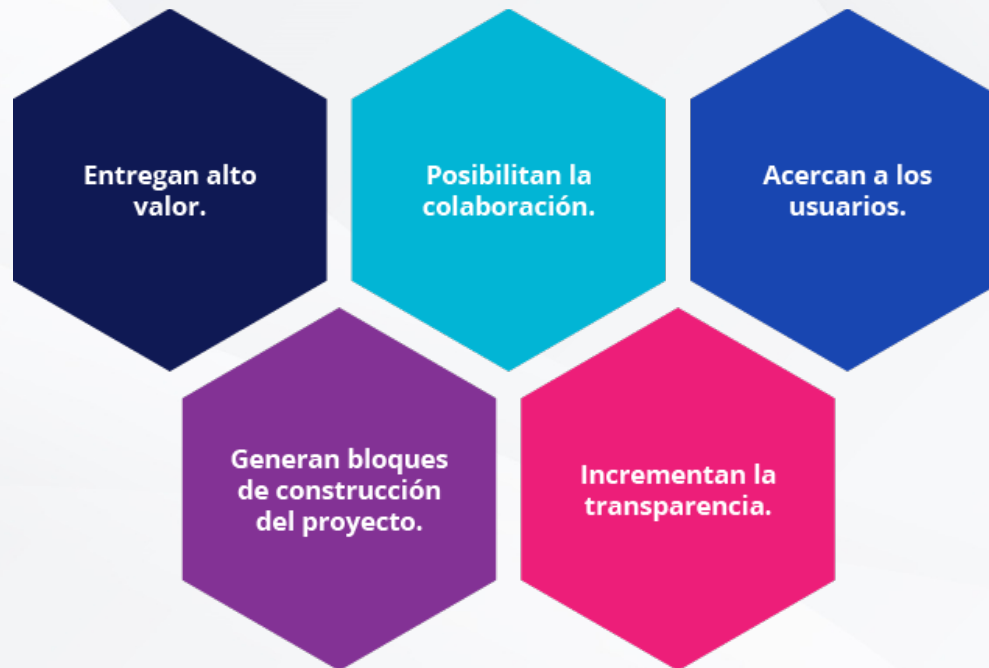 Entregan alto
valor.
Posibilitan la
colaboración.
Acercan a los
usuarios.
Generan bloques
de construcción
del proyecto.
Incrementan la
transparencia.